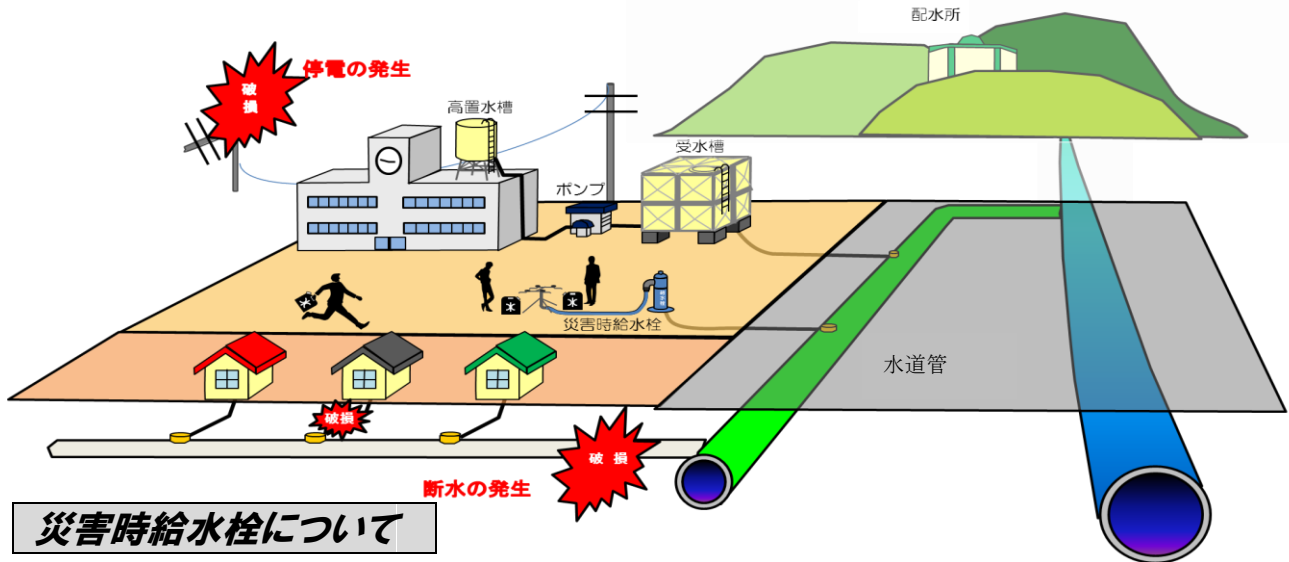 配水所
停電の発生
破
損
高置水槽
受水槽
ポンプ
災害時給水栓
水道管
破損
破 損
断水の発生
災害時給水栓について